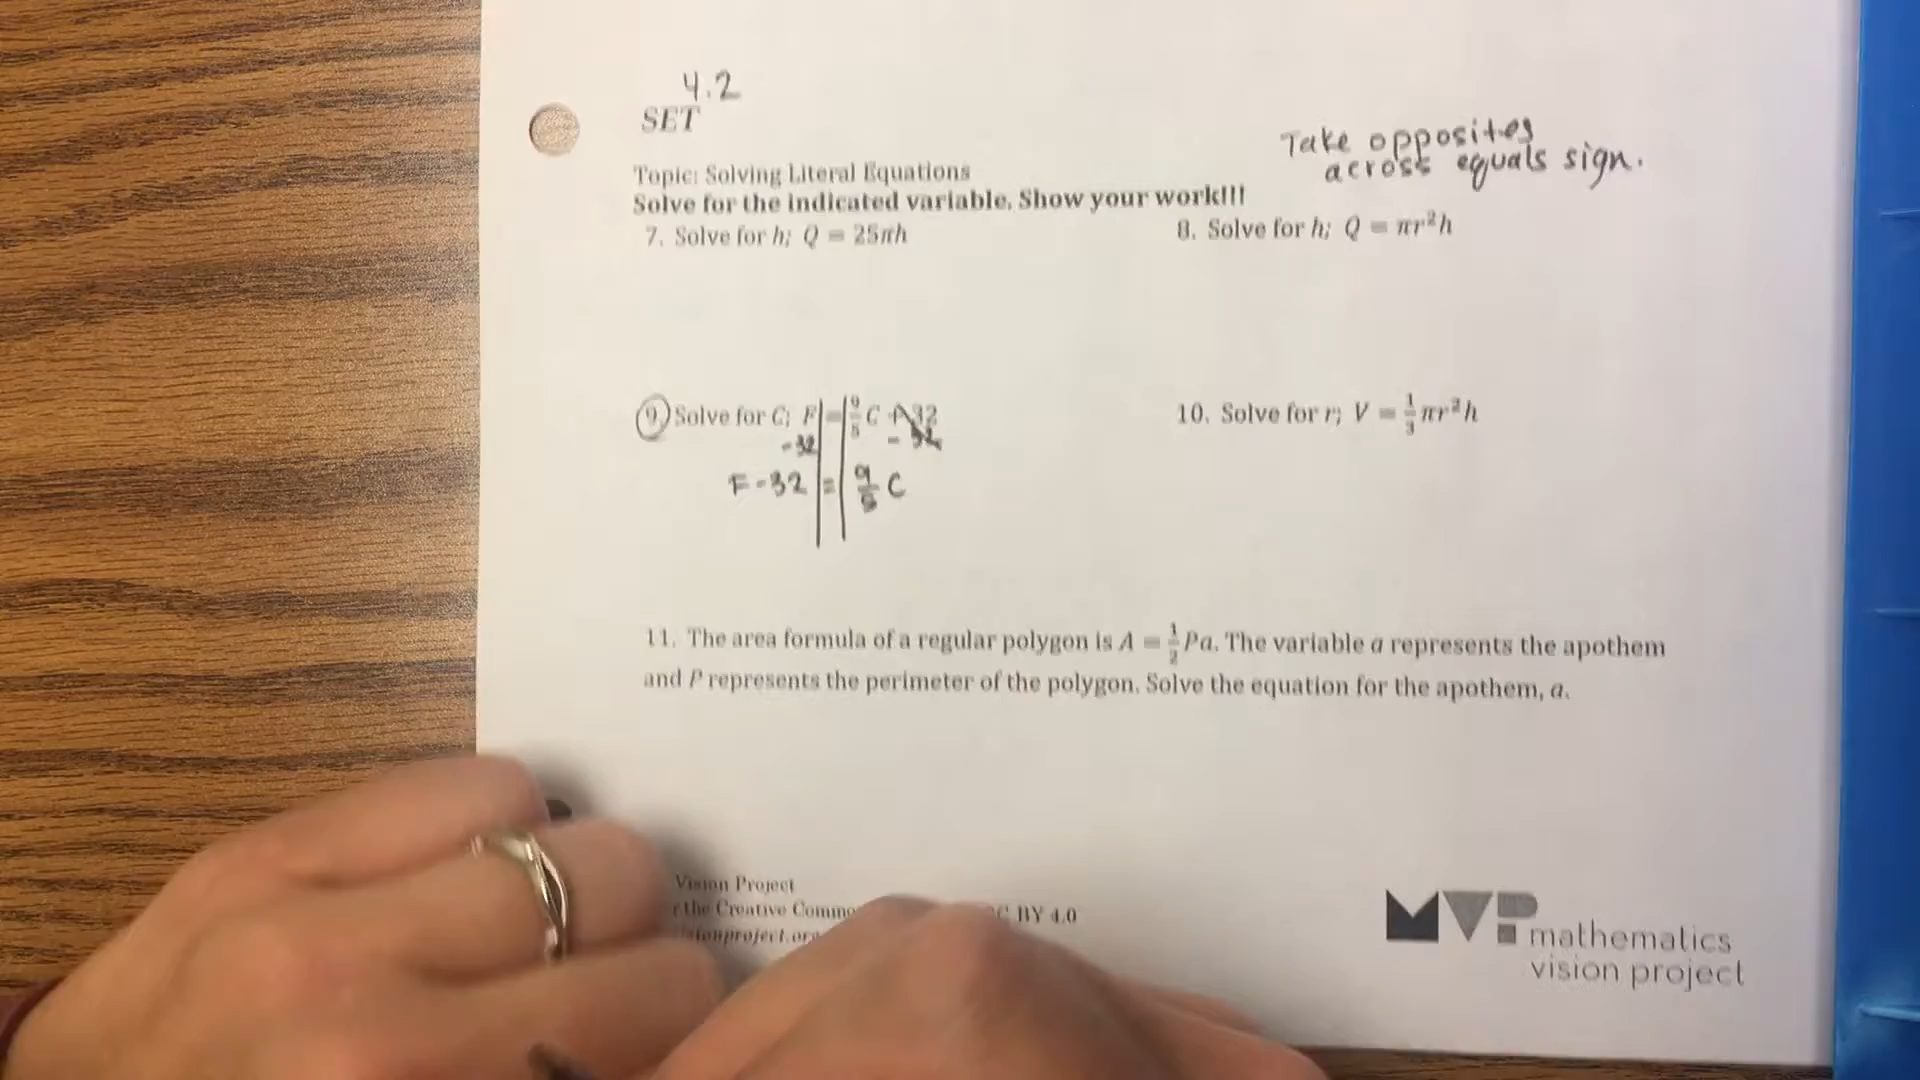 4.2
SET
Take opposites
across equals sign.
Topic: Solving Literal Equations
Solve for the indicated variable. Show your work!!!
7. Solve for h; Q = 25πh
8. Solve for h; Q = πr²h
9. Solve for C; F = 9/5 C + 32
-32 - 32
F - 32 = 9/5 C
10. Solve for r; V = 1/3 πr²h
11. The area formula of a regular polygon is A = 1/2 Pa. The variable a represents the apothem
and P represents the perimeter of the polygon. Solve the equation for the apothem, a.
Vision Project
the Creative BY 4.0
mathematics
vision project